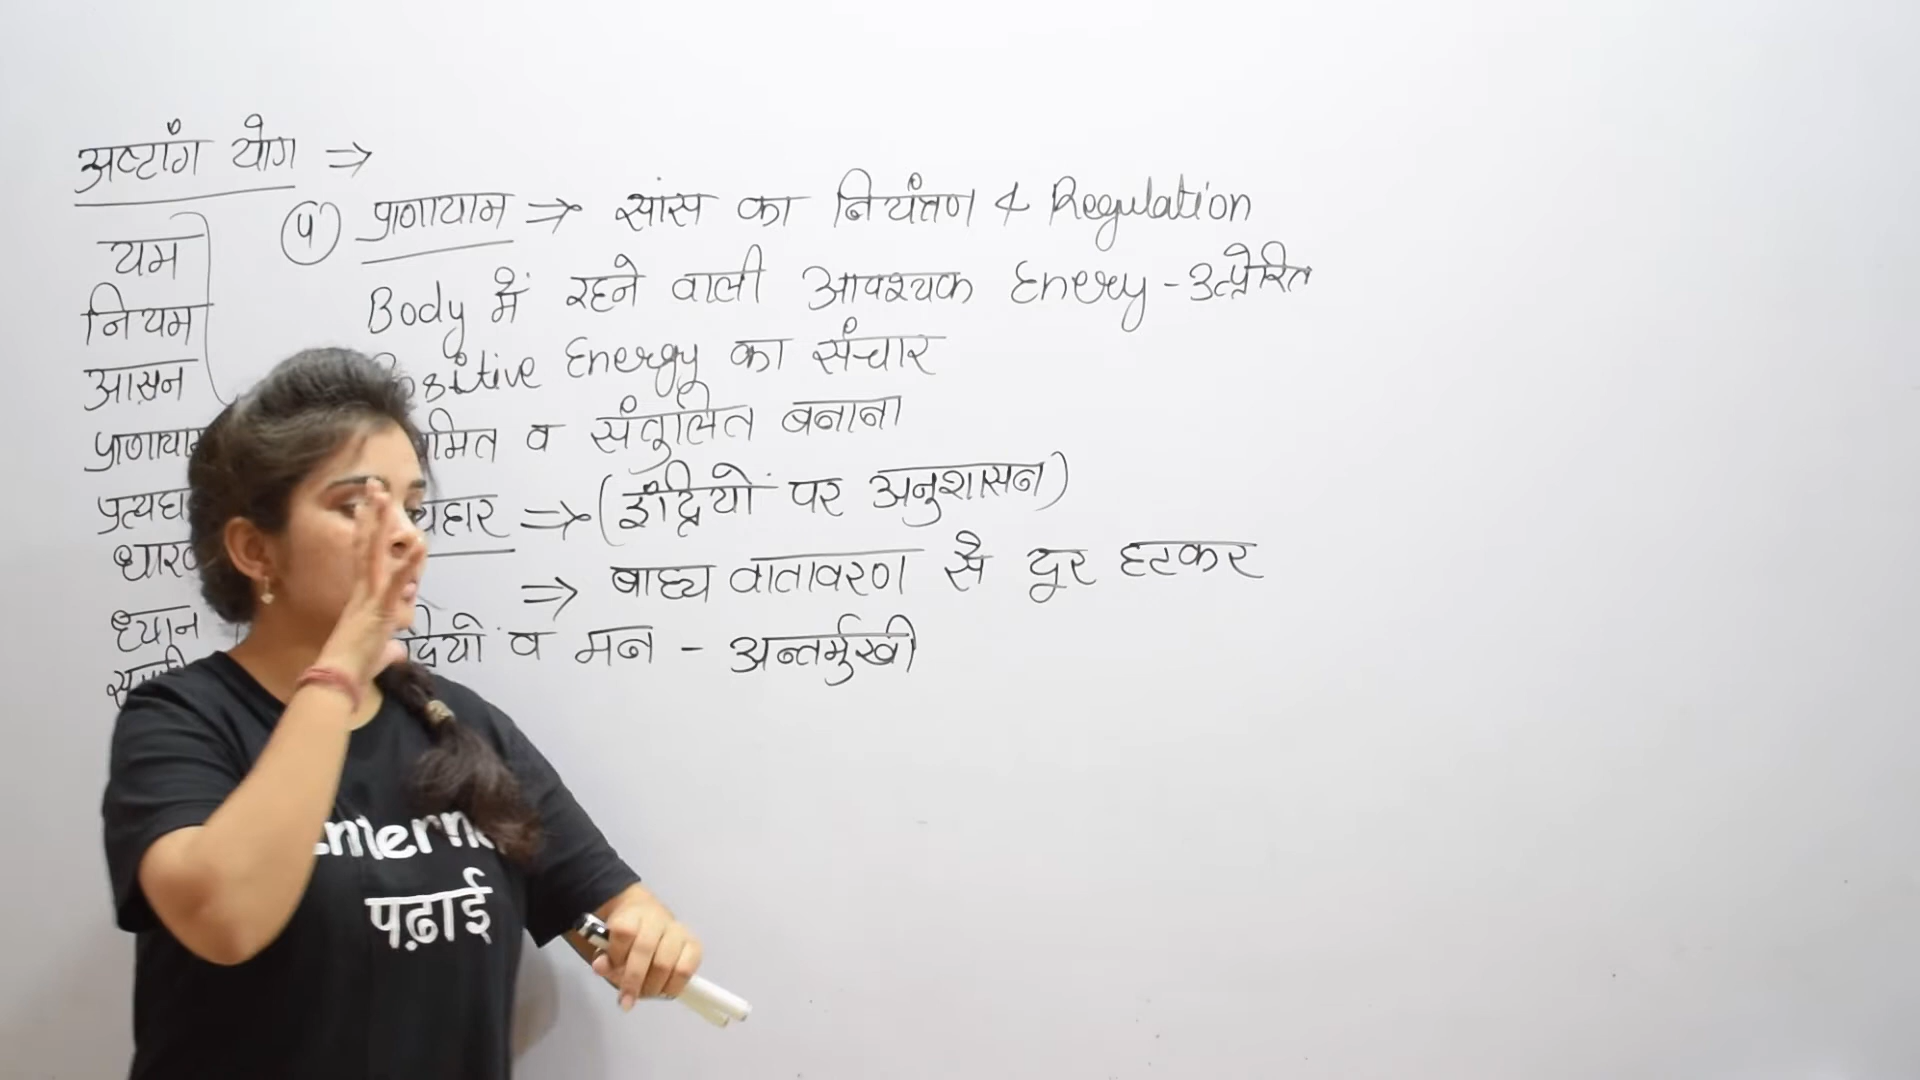 अष्टांग योग ⇒
यम
नियम
आसन
ध्यान
④ प्राणायाम ⇒ सांस का नियंत्रण & Regulation
Body में रहने वाली आवश्यक Energy - उत्प्रेरित
Energy का संचार
व संतुलित बनाना
⇒ (इंद्रियों पर अनुशासन)
⇒ बाह्य वातावरण से दूर हटकर
व मन - अन्तर्मुखी
पढ़ाई